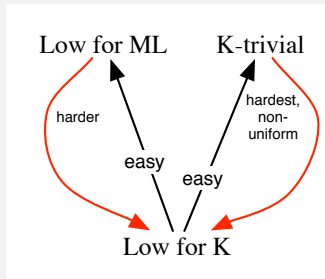 Low for ML
K-trivial
harder
hardest,
non-
uniform
easy
easy
Low for K